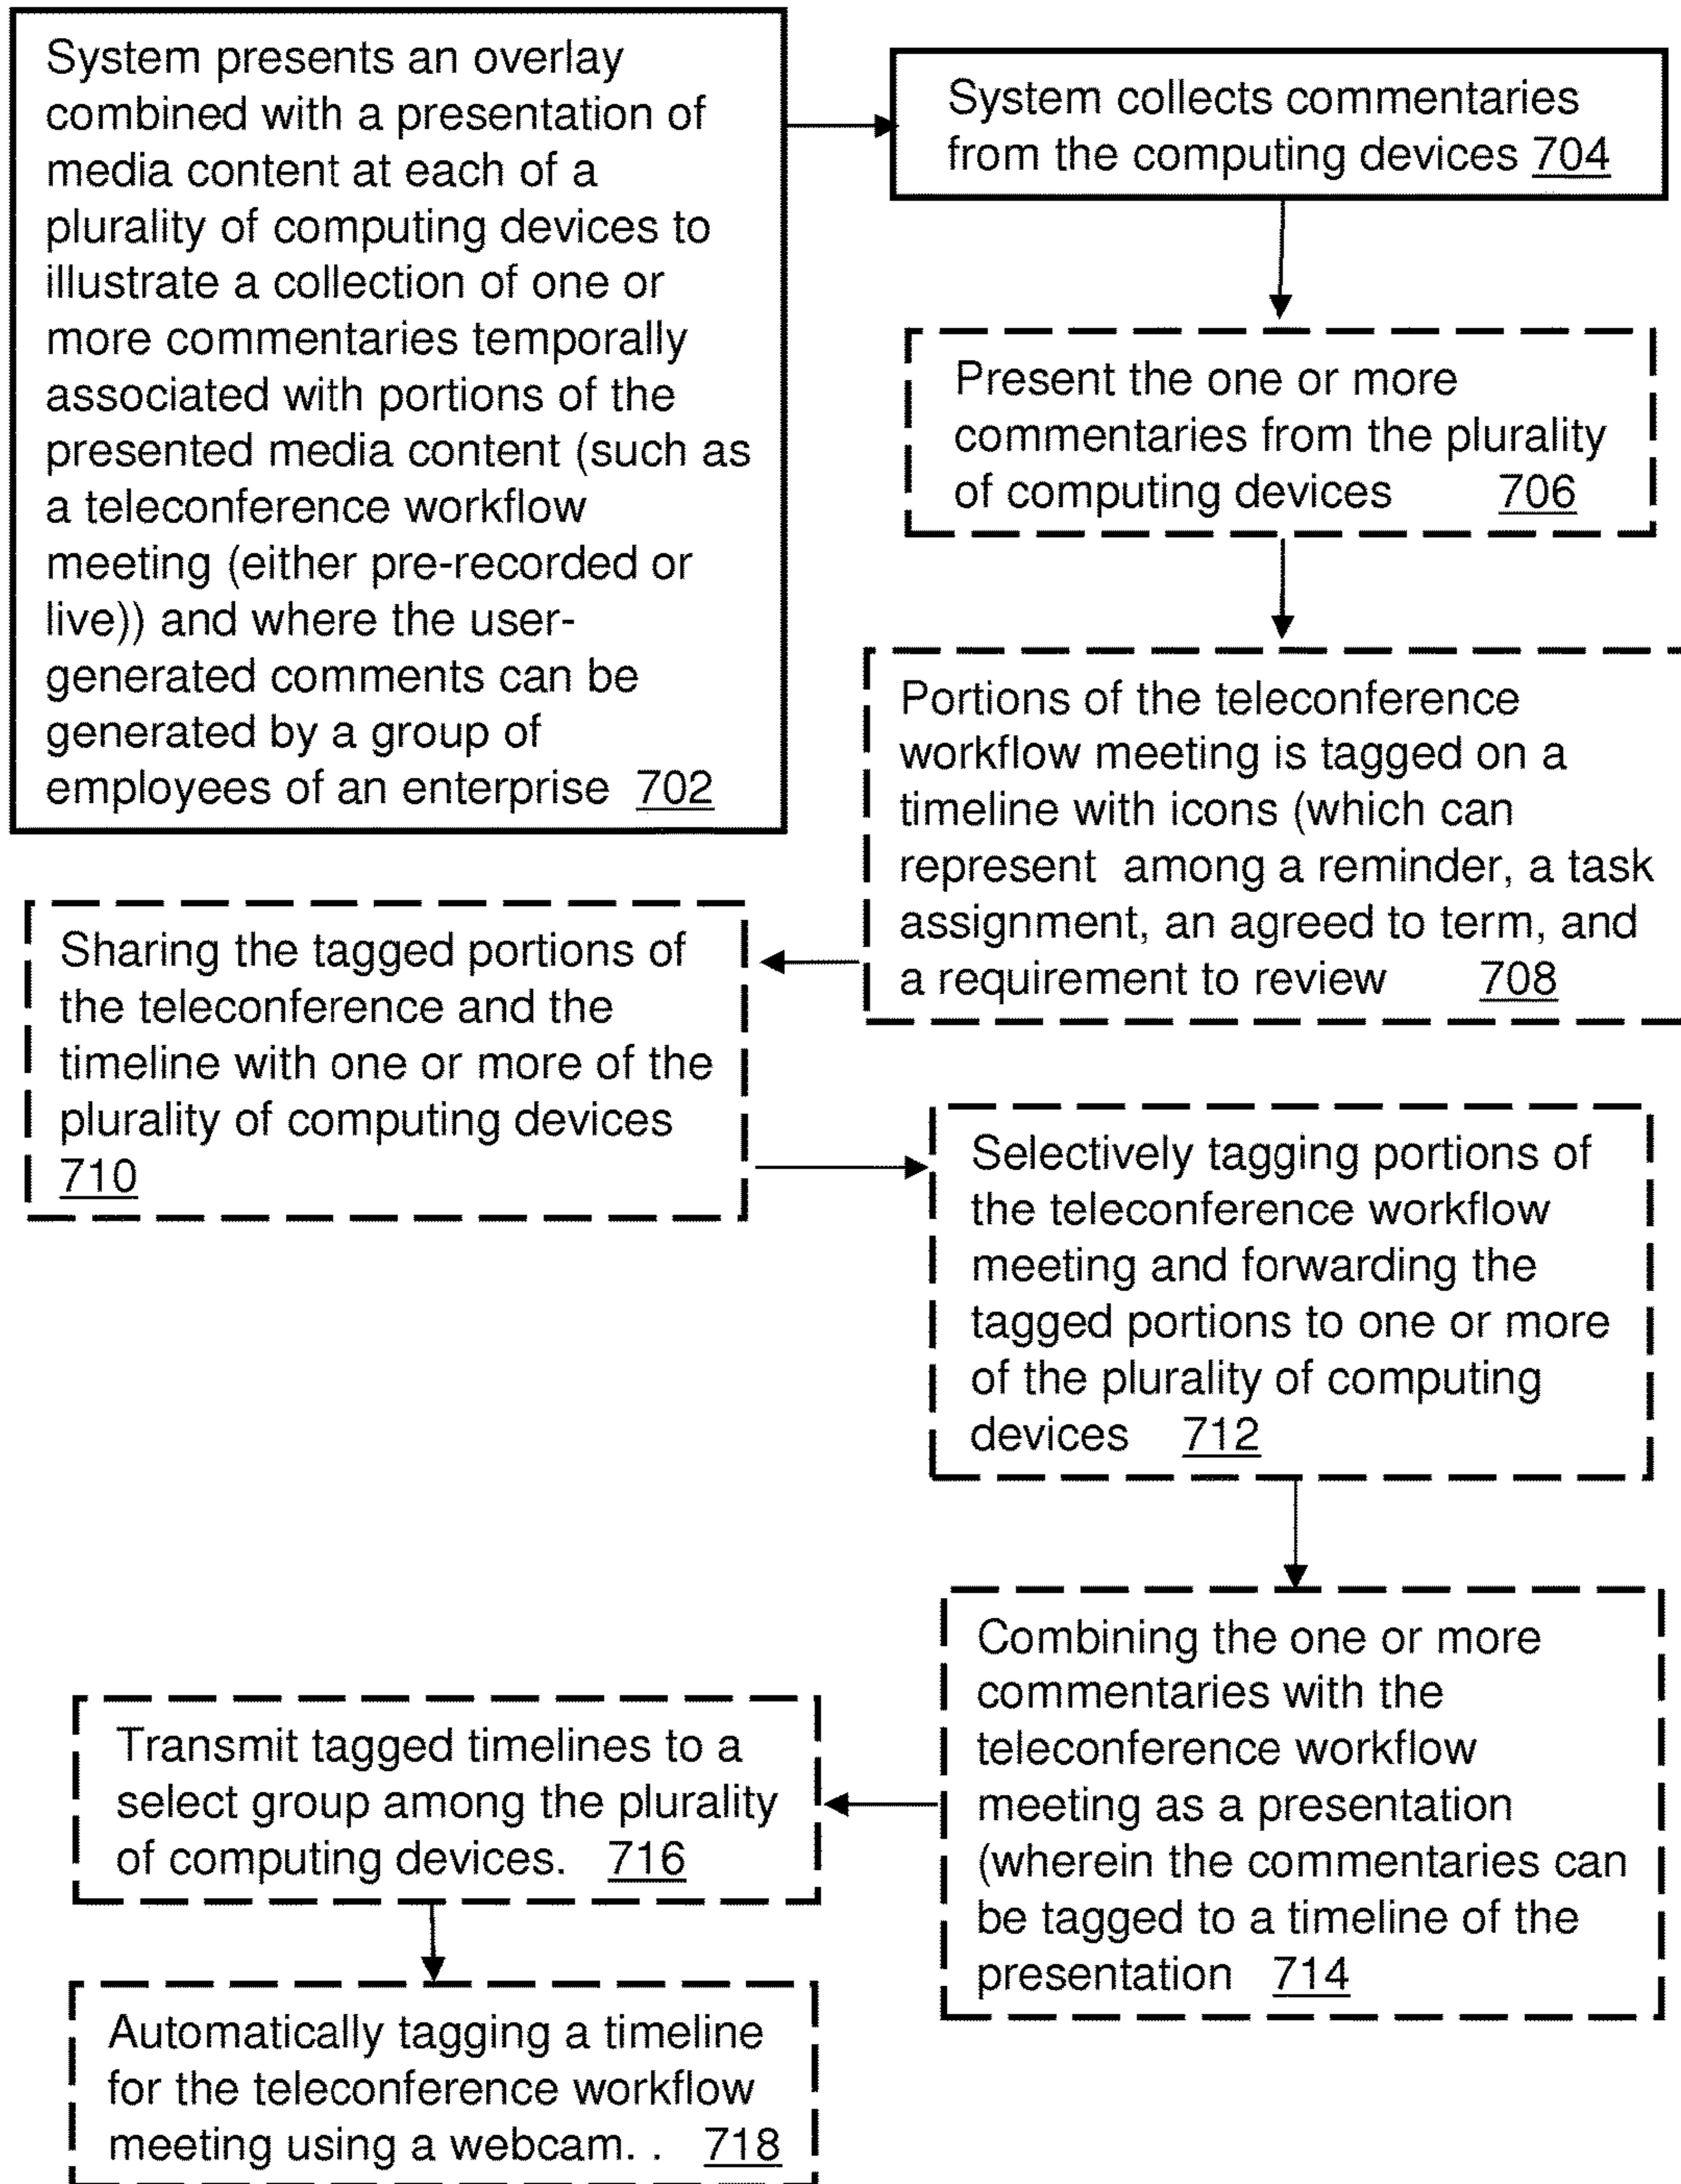 System presents an overlay
combined with a presentation of
media content at each of a
plurality of computing devices to
illustrate a collection of one or
more commentaries temporally
associated with portions of the
presented media content (such as
a teleconference workflow
meeting (either pre-recorded or
live)) and where the user-
generated comments can be
generated by a group of
employees of an enterprise 702
System collects commentaries
from the computing devices 704
Present the one or more
commentaries from the plurality
of computing devices 706
Portions of the teleconference
workflow meeting is tagged on a
timeline with icons (which can
represent among a reminder, a task
assignment, an agreed to term, and
a requirement to review 708
Sharing the tagged portions of
the teleconference and the
timeline with one or more of the
plurality of computing devices
710
Selectively tagging portions of
the teleconference workflow
meeting and forwarding the
tagged portions to one or more
of the plurality of computing
devices 712
Combining the one or more
commentaries with the
teleconference workflow
meeting as a presentation
(wherein the commentaries can
be tagged to a timeline of the
presentation 714
Transmit tagged timelines to a
select group among the plurality
of computing devices. 716
Automatically tagging a timeline
for the teleconference workflow
meeting using a webcam. . 718